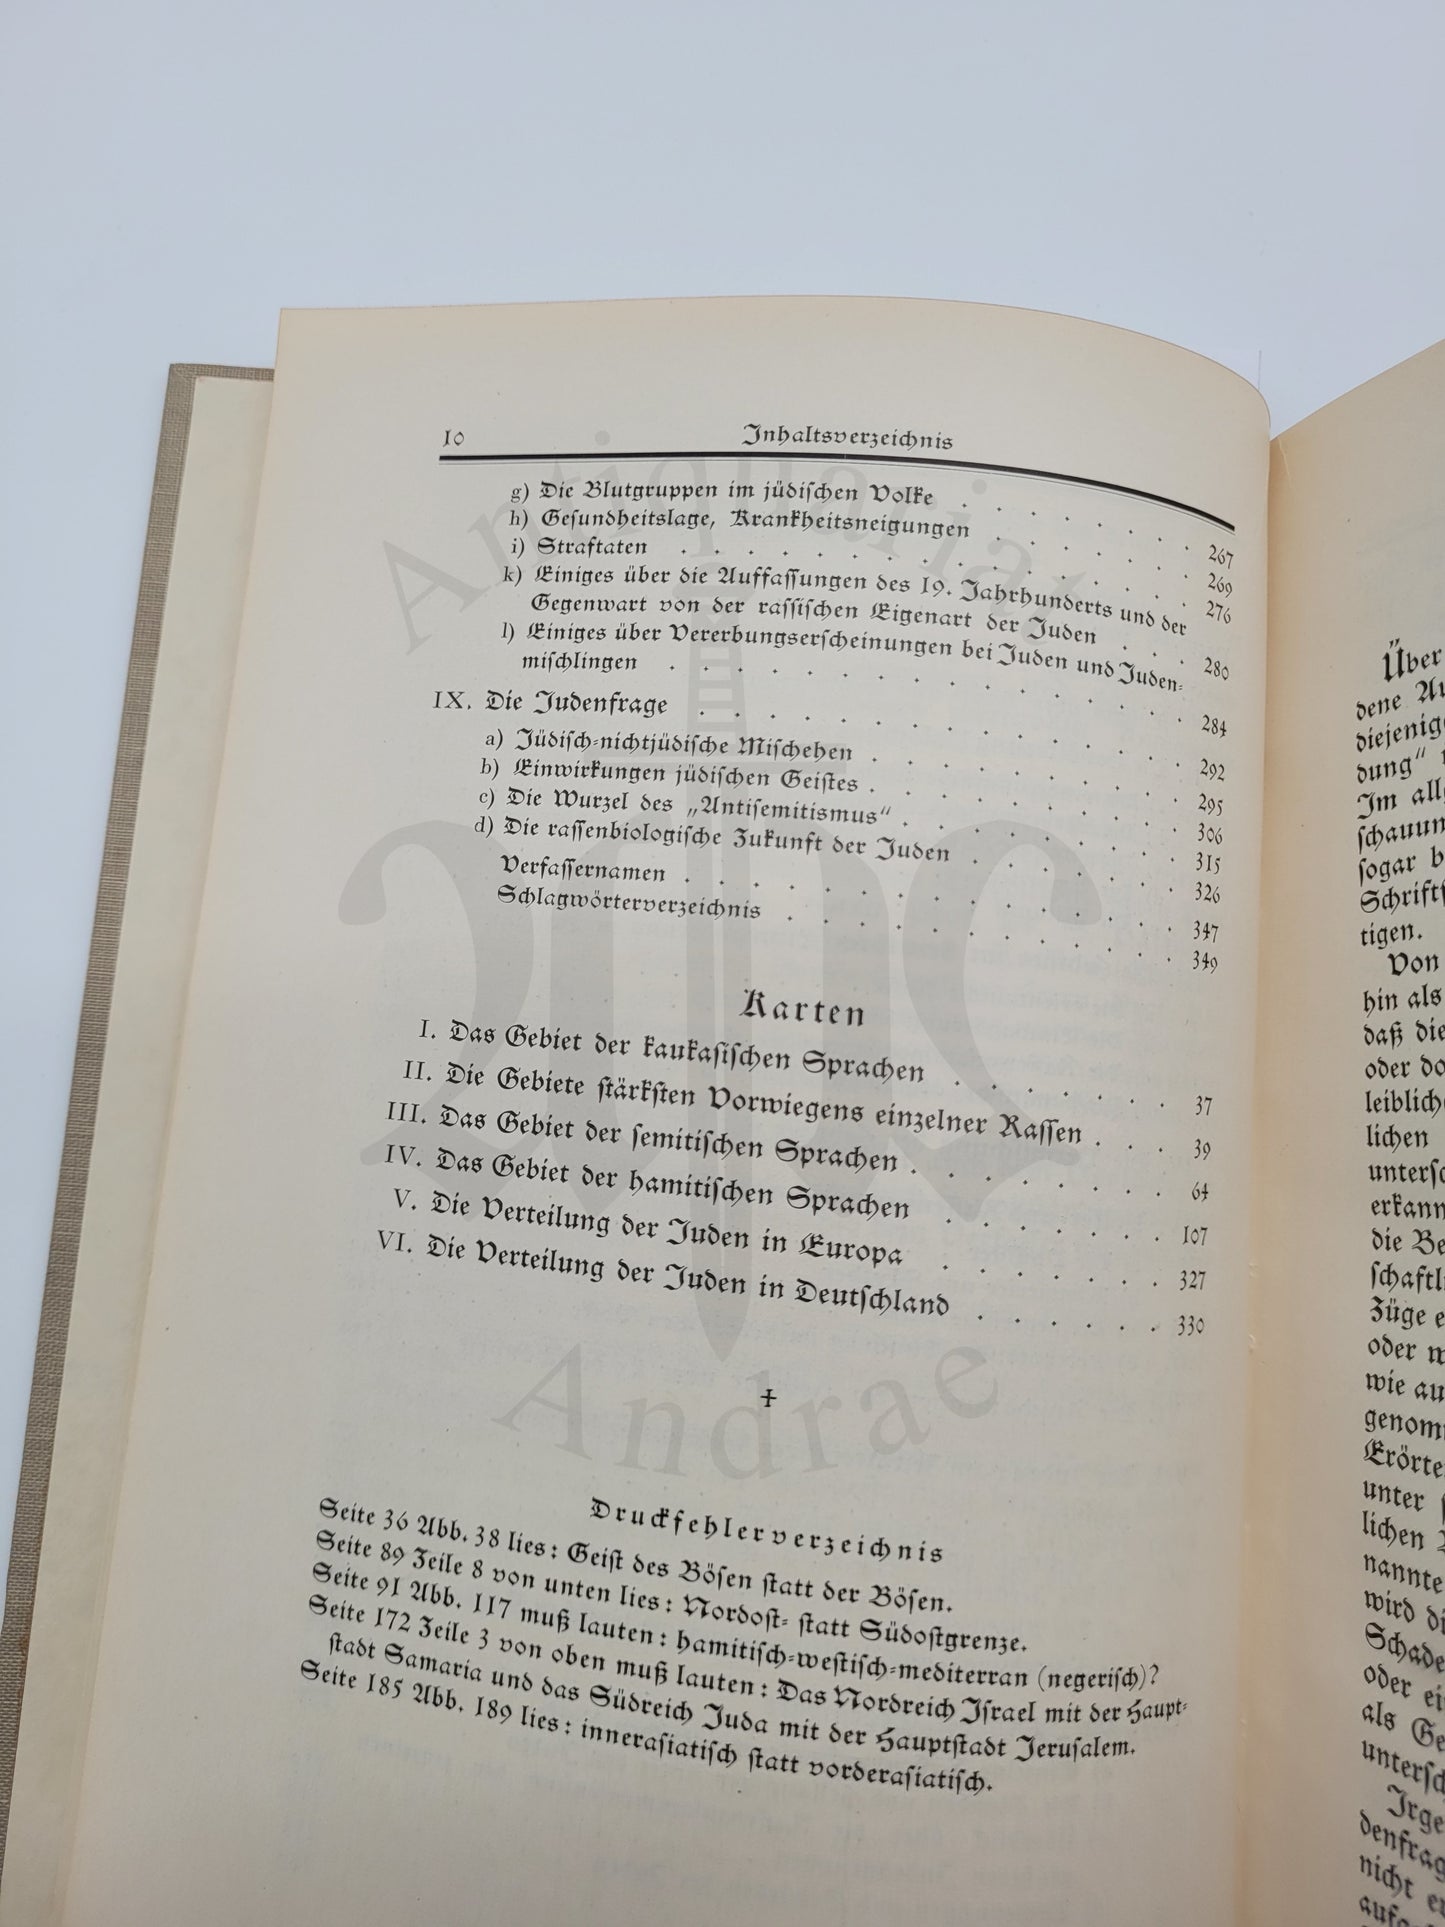 10 Inhaltsverzeichnis
g) Die Blutgruppen im jüdischen Volke . . . . . . . . 267
h) Gesundheitslage, Krankheitsneigungen . . . . . . . 269
i) Straftaten . . . . . . . . . . . . . . . . 276
k) Einiges über die Auffassungen des 19. Jahrhunderts und der
Gegenwart von der rassischen Eigenart der Juden . . . 280
l) Einiges über Vererbungserscheinungen bei Juden und Juden-
mischlingen . . . . . . . . . . . . . . . . 284
IX. Die Judenfrage . . . . . . . . . . . . . . . 292
a) Jüdisch-nichtjüdische Mischehen . . . . . . . . . . 295
b) Einwirkungen jüdischen Geistes . . . . . . . . . . 306
c) Die Wurzel des „Antisemitismus“ . . . . . . . . . 315
d) Die rassenbiologische Zukunft der Juden . . . . . . . 326
Verfassernamen . . . . . . . . . . . . . . . 347
Schlagwörterverzeichnis . . . . . . . . . . . . 349
Karten
I. Das Gebiet der kaukasischen Sprachen . . . . . . . 37
II. Die Gebiete stärksten Vorwiegens einzelner Rassen . . . 39
III. Das Gebiet der semitischen Sprachen . . . . . . . . 64
IV. Das Gebiet der hamitischen Sprachen . . . . . . . 107
V. Die Verteilung der Juden in Europa . . . . . . . 327
VI. Die Verteilung der Juden in Deutschland . . . . . . 330
Druckfehlerverzeichnis
Seite 36 Abb. 38 lies: Geist des Bösen statt der Bösen.
Seite 89 Zeile 8 von unten lies: Nordost- statt Südostgrenze.
Seite 91 Abb. 117 muß lauten: hamitisch-westisch-mediterran (negerisch)?
Seite 172 Zeile 3 von oben muß lauten: Das Nordreich Israel mit der Haupt-
stadt Samaria und das Südreich Juda mit der Hauptstadt Jerusalem.
Seite 185 Abb. 189 lies: innerasiatisch statt vorderasiatisch.
Über
dene
diejenig
dung“
Im all
schauun
sogar b
Schrifts
tigen.
Von
hin als
daß die
oder do
leiblich
lichen
untersc
erkann
die Be
schaftl
Züge e
oder w
wie au
genom
Erörte
unter
lichen
nannte
wird di
Schade
oder ei
als Ge
untersch
Irge
denfrag
nicht er
Antiquariat
Andrae